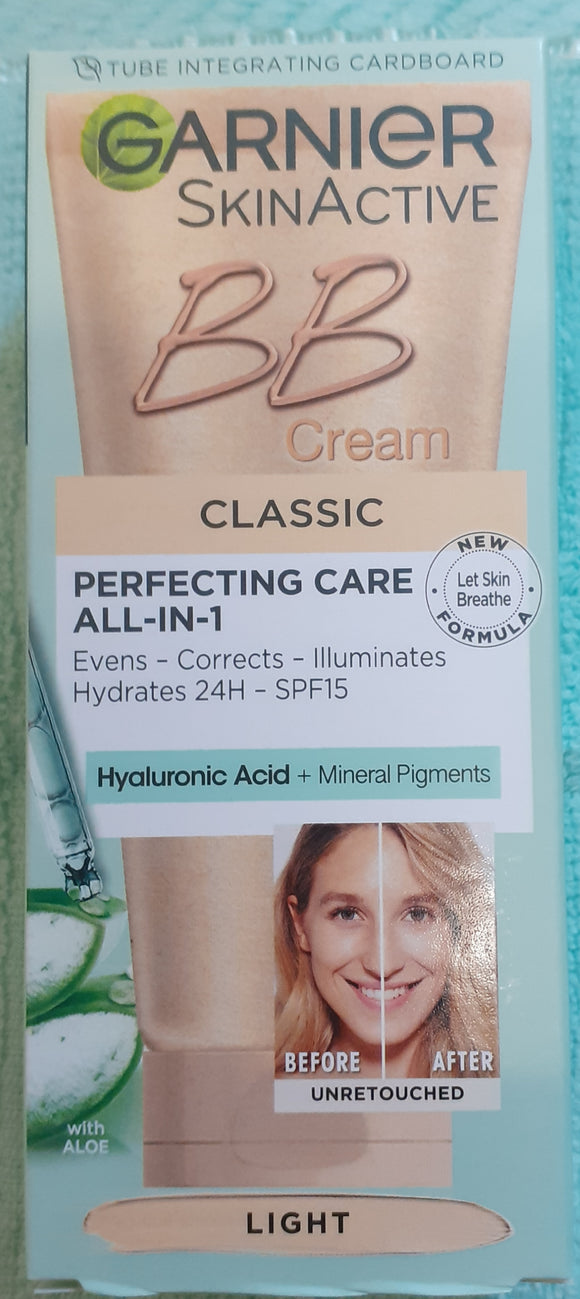 TUBE INTEGRATING CARDBOARD
GARNIER
SKINACTIVE
BB
Cream
CLASSIC
PERFECTING CARE
ALL-IN-1
Evens – Corrects – Illuminates
Hydrates 24H – SPF15
NEW
Let Skin
Breathe
FORMULA
Hyaluronic Acid + Mineral Pigments
BEFORE AFTER
UNRETOUCHED
with
ALOE
LIGHT